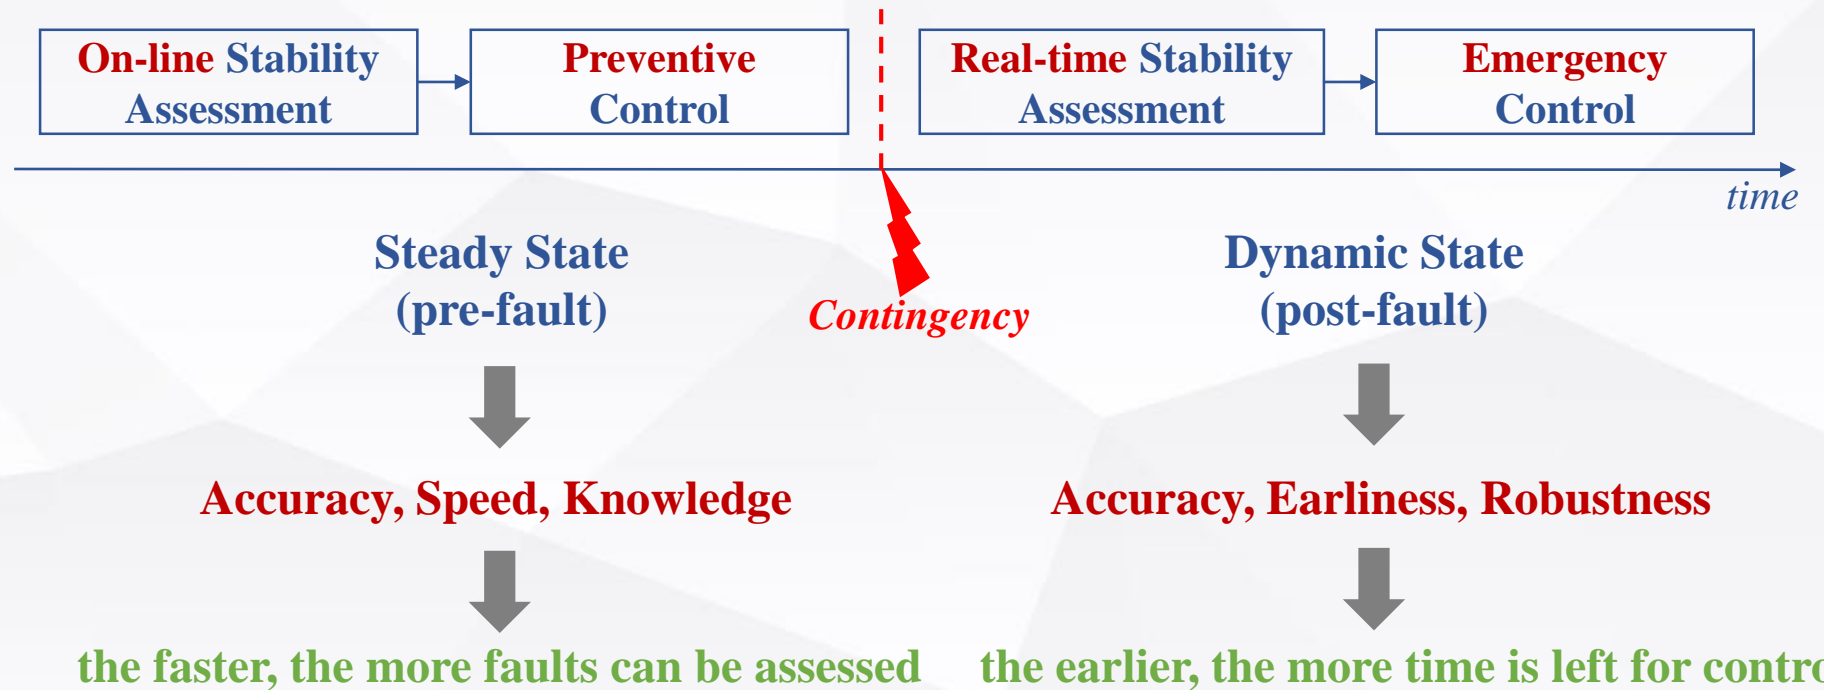 On-line Stability
Assessment
Preventive
Control
Real-time Stability
Assessment
Emergency
Control
time
Steady State
(pre-fault)
Contingency
Dynamic State
(post-fault)
Accuracy, Speed, Knowledge
Accuracy, Earliness, Robustness
the faster, the more faults can be assessed
the earlier, the more time is left for contro